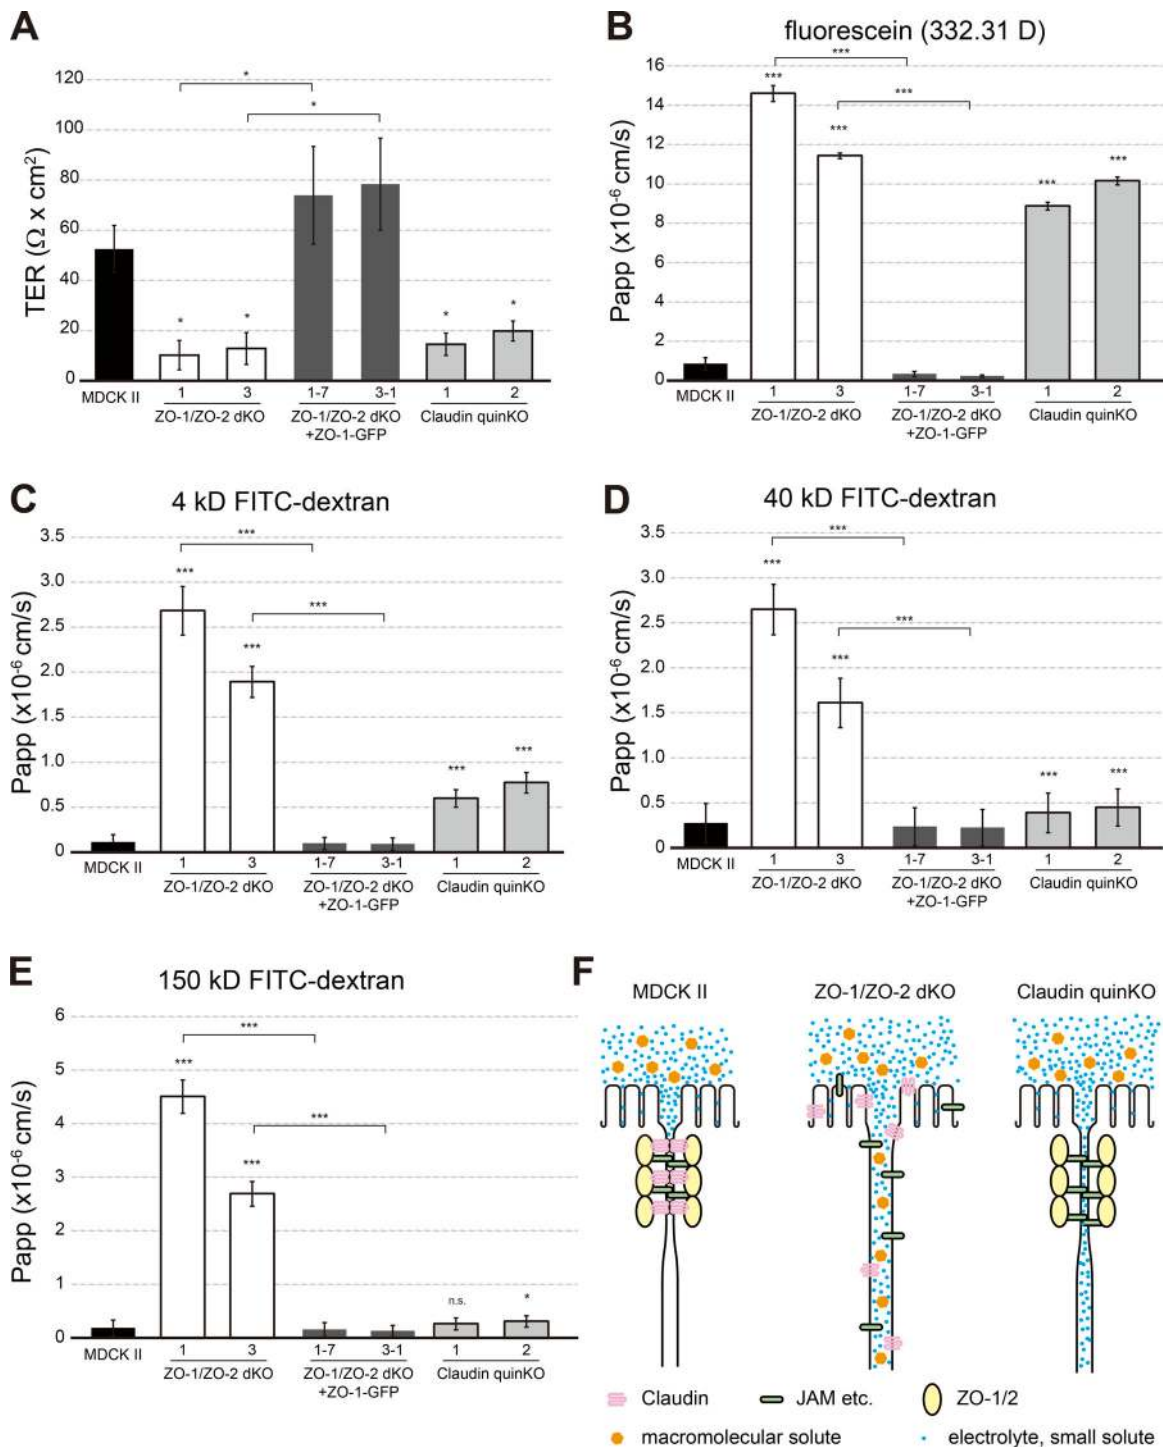 A
TER (Ω x cm²)
120
100
80
60
40
20
0
*
*
*
*
*
*
MDCK II
1
3
1-7
3-1
1
2
ZO-1/ZO-2 dKO
ZO-1/ZO-2 dKO
+ZO-1-GFP
Claudin quinKO
B
fluorescein (332.31 D)
Papp (x10⁻⁶ cm/s)
16
14
12
10
8
6
4
2
0
***
***
***
***
***
***
MDCK II
1
3
1-7
3-1
1
2
ZO-1/ZO-2 dKO
ZO-1/ZO-2 dKO
+ZO-1-GFP
Claudin quinKO
C
4 kD FITC-dextran
Papp (x10⁻⁶ cm/s)
3.5
3.0
2.5
2.0
1.5
1.0
0.5
0
***
***
***
***
***
***
MDCK II
1
3
1-7
3-1
1
2
ZO-1/ZO-2 dKO
ZO-1/ZO-2 dKO
+ZO-1-GFP
Claudin quinKO
D
40 kD FITC-dextran
Papp (x10⁻⁶ cm/s)
3.5
3.0
2.5
2.0
1.5
1.0
0.5
0
***
***
***
***
***
***
MDCK II
1
3
1-7
3-1
1
2
ZO-1/ZO-2 dKO
ZO-1/ZO-2 dKO
+ZO-1-GFP
Claudin quinKO
E
150 kD FITC-dextran
Papp (x10⁻⁶ cm/s)
6
5
4
3
2
1
0
***
***
***
***
n.s.
*
MDCK II
1
3
1-7
3-1
1
2
ZO-1/ZO-2 dKO
ZO-1/ZO-2 dKO
+ZO-1-GFP
Claudin quinKO
F
MDCK II
ZO-1/ZO-2 dKO
Claudin quinKO
Claudin
JAM etc.
ZO-1/2
macromolecular solute
electrolyte, small solute